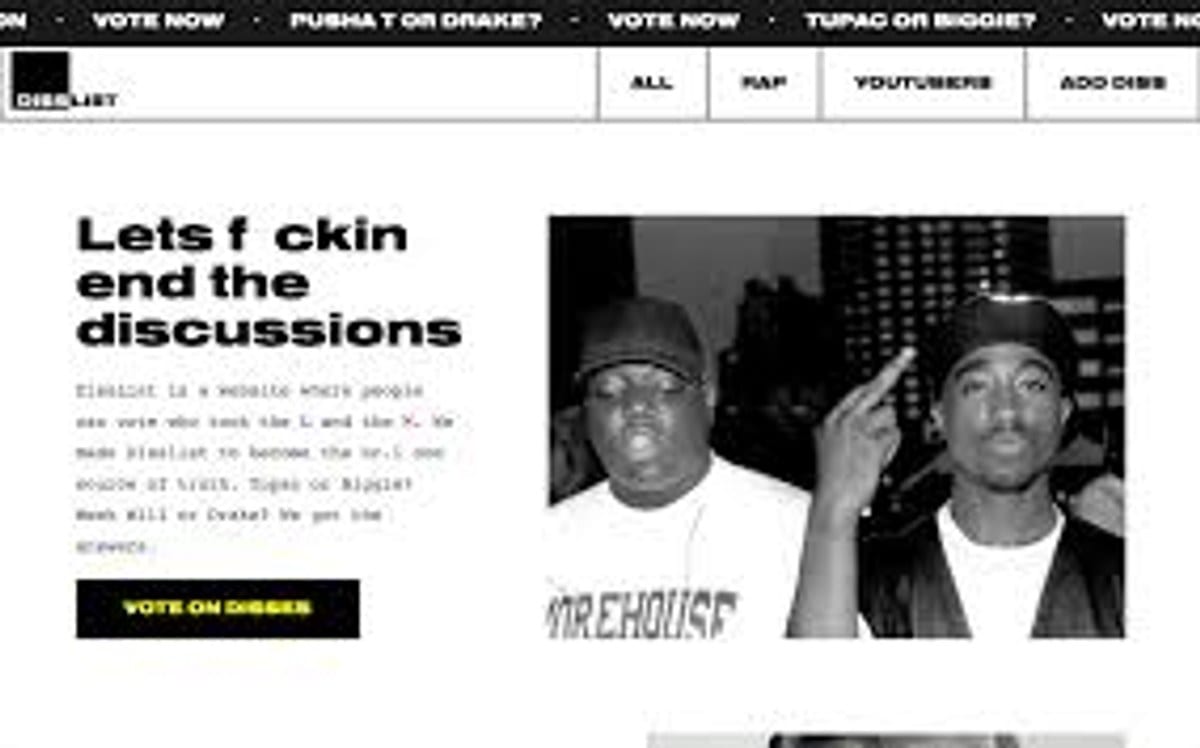 ON · VOTE NOW · PUSHA T OR DRAKE? · VOTE NOW · TUPAC OR BIGGIE? · VOTE N
DISSLIST
ALL
RAP
YOUTUBERS
ADD DISS
Lets f ckin
end the
discussions
Disslist is a website where people
can vote who took the L and the W. We
made Disslist to become the nr.1 one
source of truth. Tupac or Biggie?
Meek Mill or Drake? We got the
answers.
VOTE ON DISSES